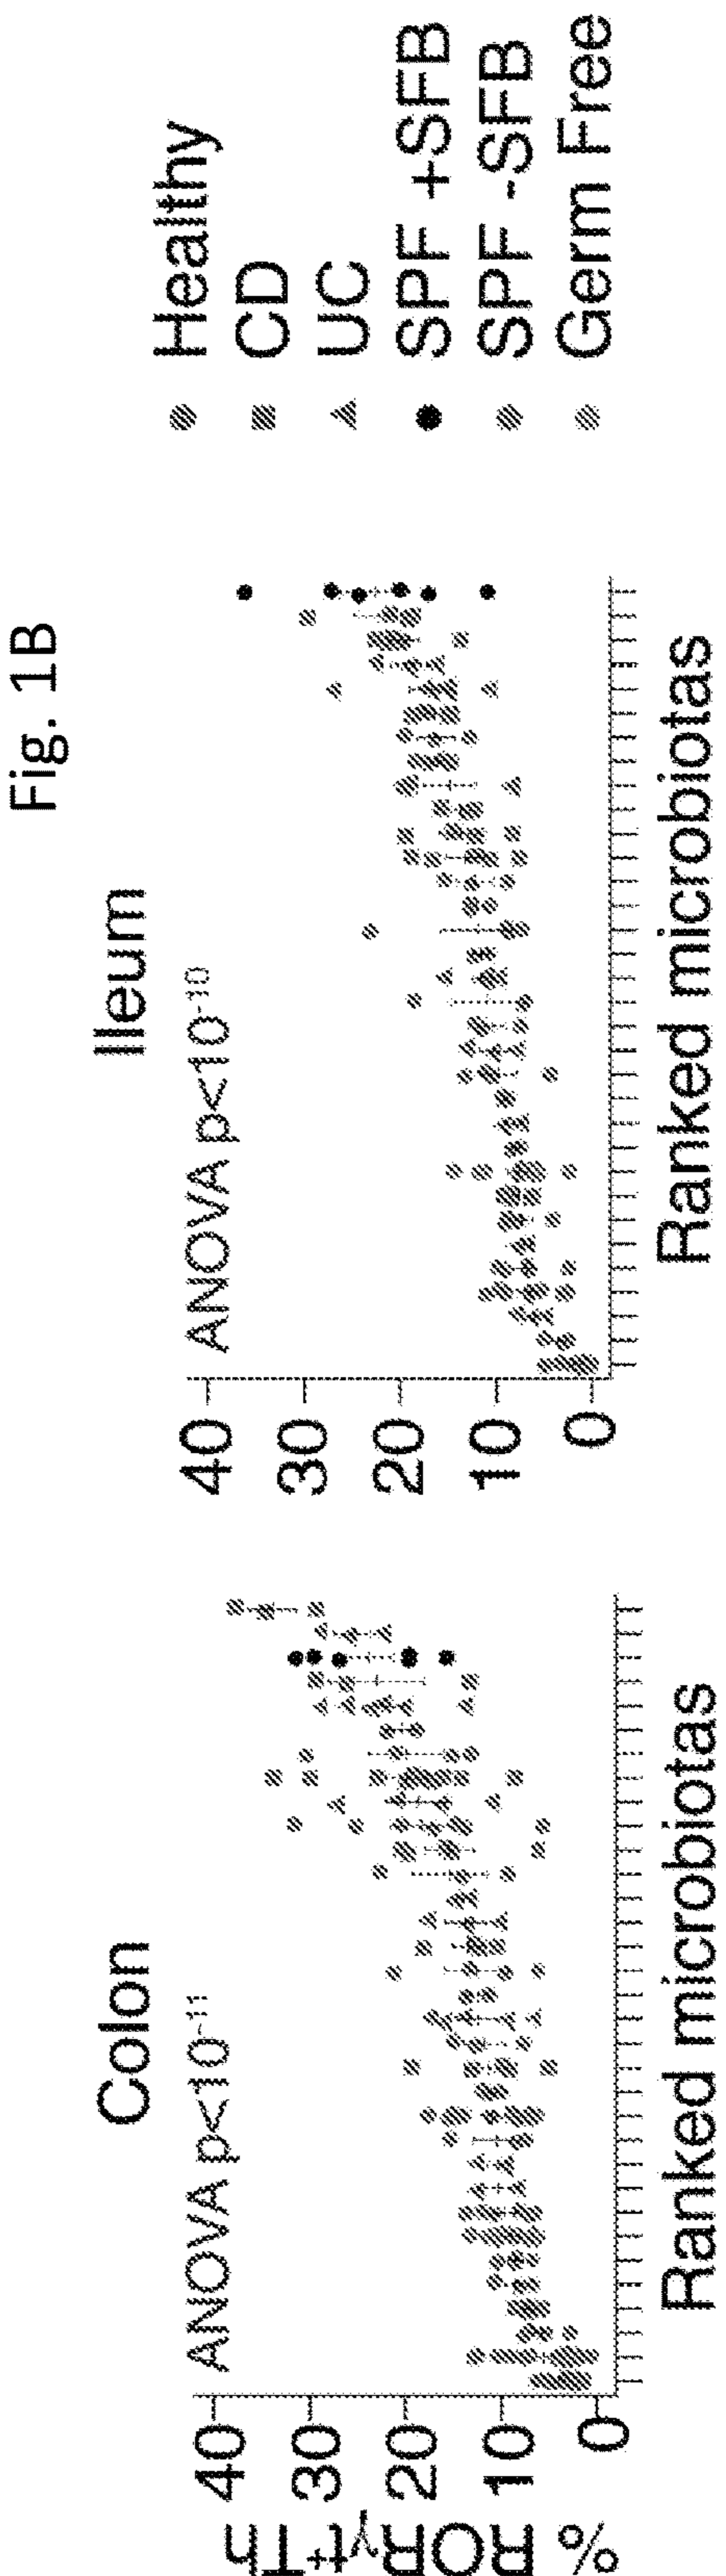 Fig. 1B
Colon
ANOVA p<10⁻¹¹
% RORγt⁺Th
40
30
20
10
0
Ranked microbiotas
Ileum
ANOVA p<10⁻¹⁰
40
30
20
10
0
Ranked microbiotas
Healthy
CD
UC
SPF +SFB
SPF -SFB
Germ Free